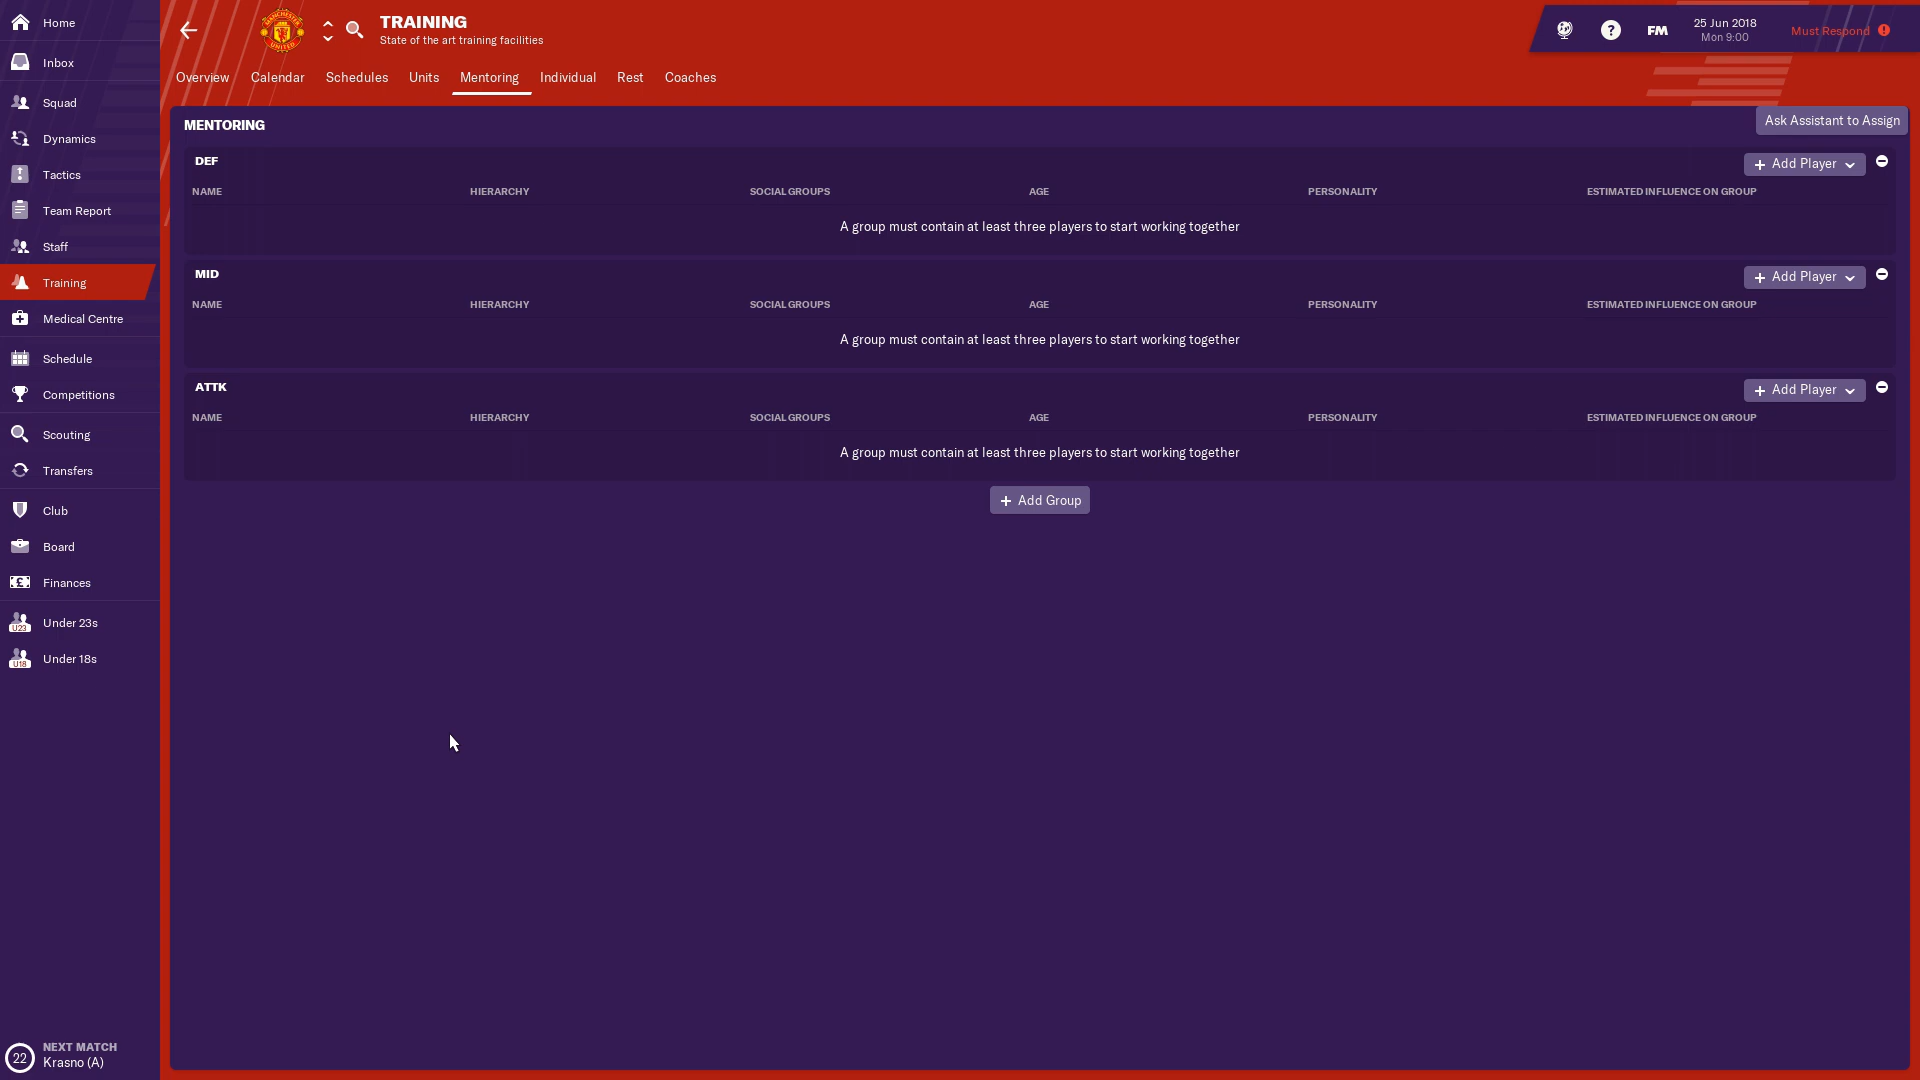 Home
Inbox
Squad
Dynamics
Tactics
Team Report
Staff
Training
Medical Centre
Schedule
Competitions
Scouting
Transfers
Club
Board
Finances
U23
Under 23s
U18
Under 18s
22
NEXT MATCH
Krasno (A)
MANCHESTER
UNITED
TRAINING
State of the art training facilities
?
FM
25 Jun 2018
Mon 9:00
Must Respond
Overview Calendar Schedules Units Mentoring Individual Rest Coaches
MENTORING
Ask Assistant to Assign
DEF
+ Add Player
NAME HIERARCHY SOCIAL GROUPS AGE PERSONALITY ESTIMATED INFLUENCE ON GROUP
A group must contain at least three players to start working together
MID
+ Add Player
NAME HIERARCHY SOCIAL GROUPS AGE PERSONALITY ESTIMATED INFLUENCE ON GROUP
A group must contain at least three players to start working together
ATTK
+ Add Player
NAME HIERARCHY SOCIAL GROUPS AGE PERSONALITY ESTIMATED INFLUENCE ON GROUP
A group must contain at least three players to start working together
+ Add Group